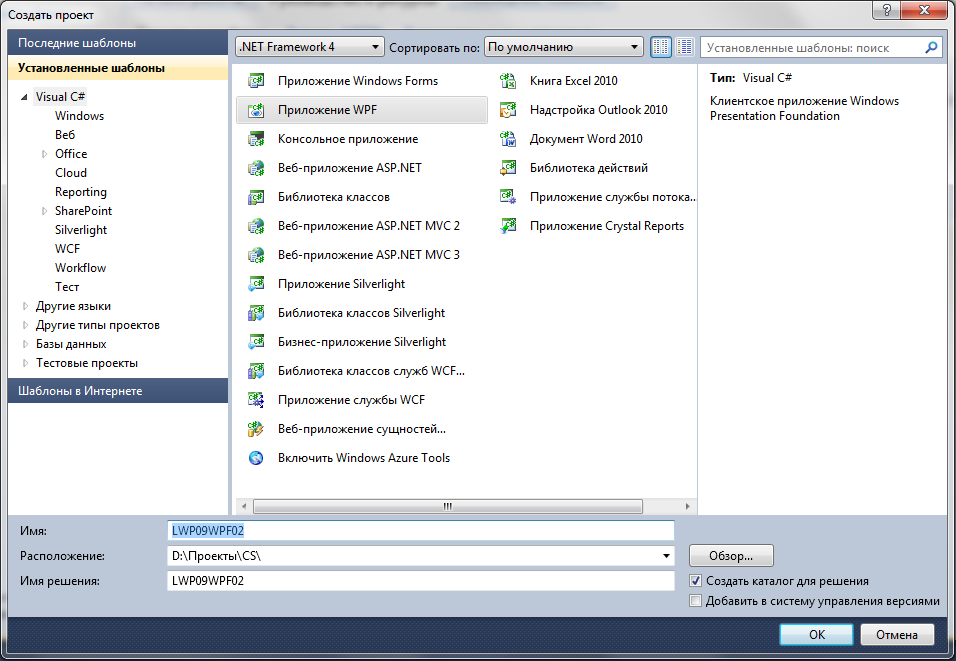 Создать проект
Последние шаблоны
.NET Framework 4
Сортировать по:
По умолчанию
Установленные шаблоны: поиск
Установленные шаблоны
Visual C#
Windows
Веб
Office
Cloud
Reporting
SharePoint
Silverlight
WCF
Workflow
Тест
Другие языки
Другие типы проектов
Базы данных
Тестовые проекты
Шаблоны в Интернете
Приложение Windows Forms
Приложение WPF
Консольное приложение
Веб-приложение ASP.NET
Библиотека классов
Веб-приложение ASP.NET MVC 2
Веб-приложение ASP.NET MVC 3
Приложение Silverlight
Библиотека классов Silverlight
Бизнес-приложение Silverlight
Библиотека классов служб WCF...
Приложение службы WCF
Веб-приложение сущностей...
Включить Windows Azure Tools
Книга Excel 2010
Надстройка Outlook 2010
Документ Word 2010
Библиотека действий
Приложение службы потока...
Приложение Crystal Reports
Тип: Visual C#
Клиентское приложение Windows
Presentation Foundation
Имя:
LWP09WPF02
Расположение:
D:\Проекты\CS\
Обзор...
Имя решения:
LWP09WPF02
Создать каталог для решения
Добавить в систему управления версиями
OK
Отмена